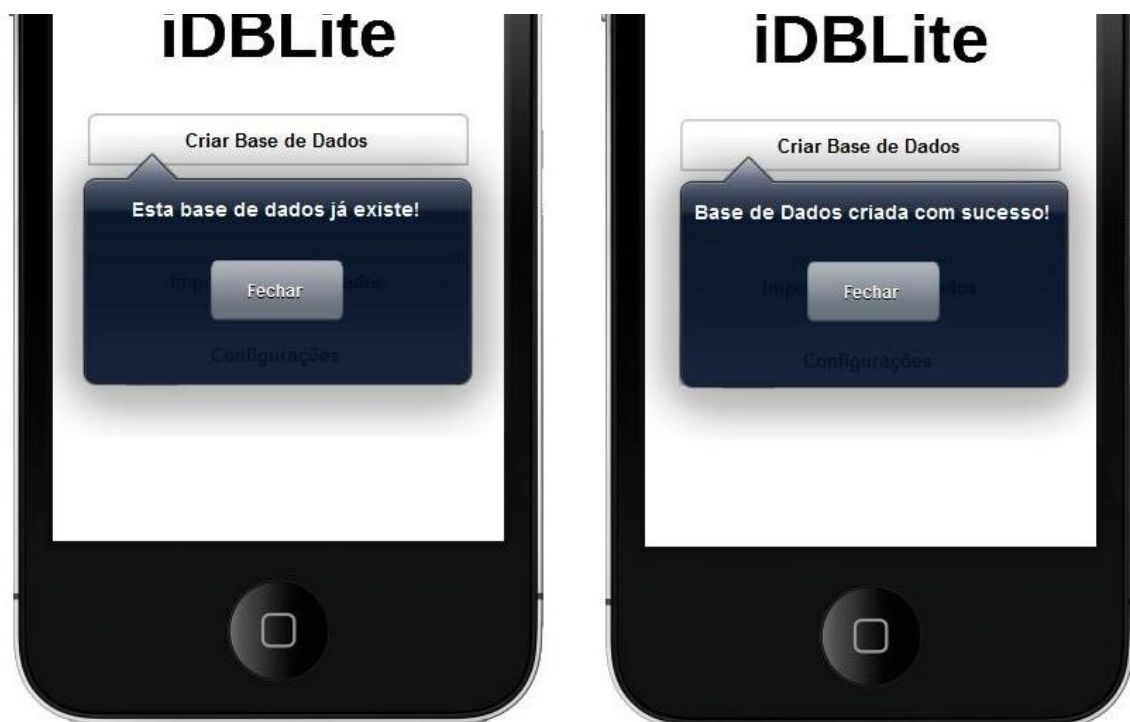 iDBLite
Criar Base de Dados
Esta base de dados já existe!
Fechar
Configurações
iDBLite
Criar Base de Dados
Base de Dados criada com sucesso!
Fechar
Configurações